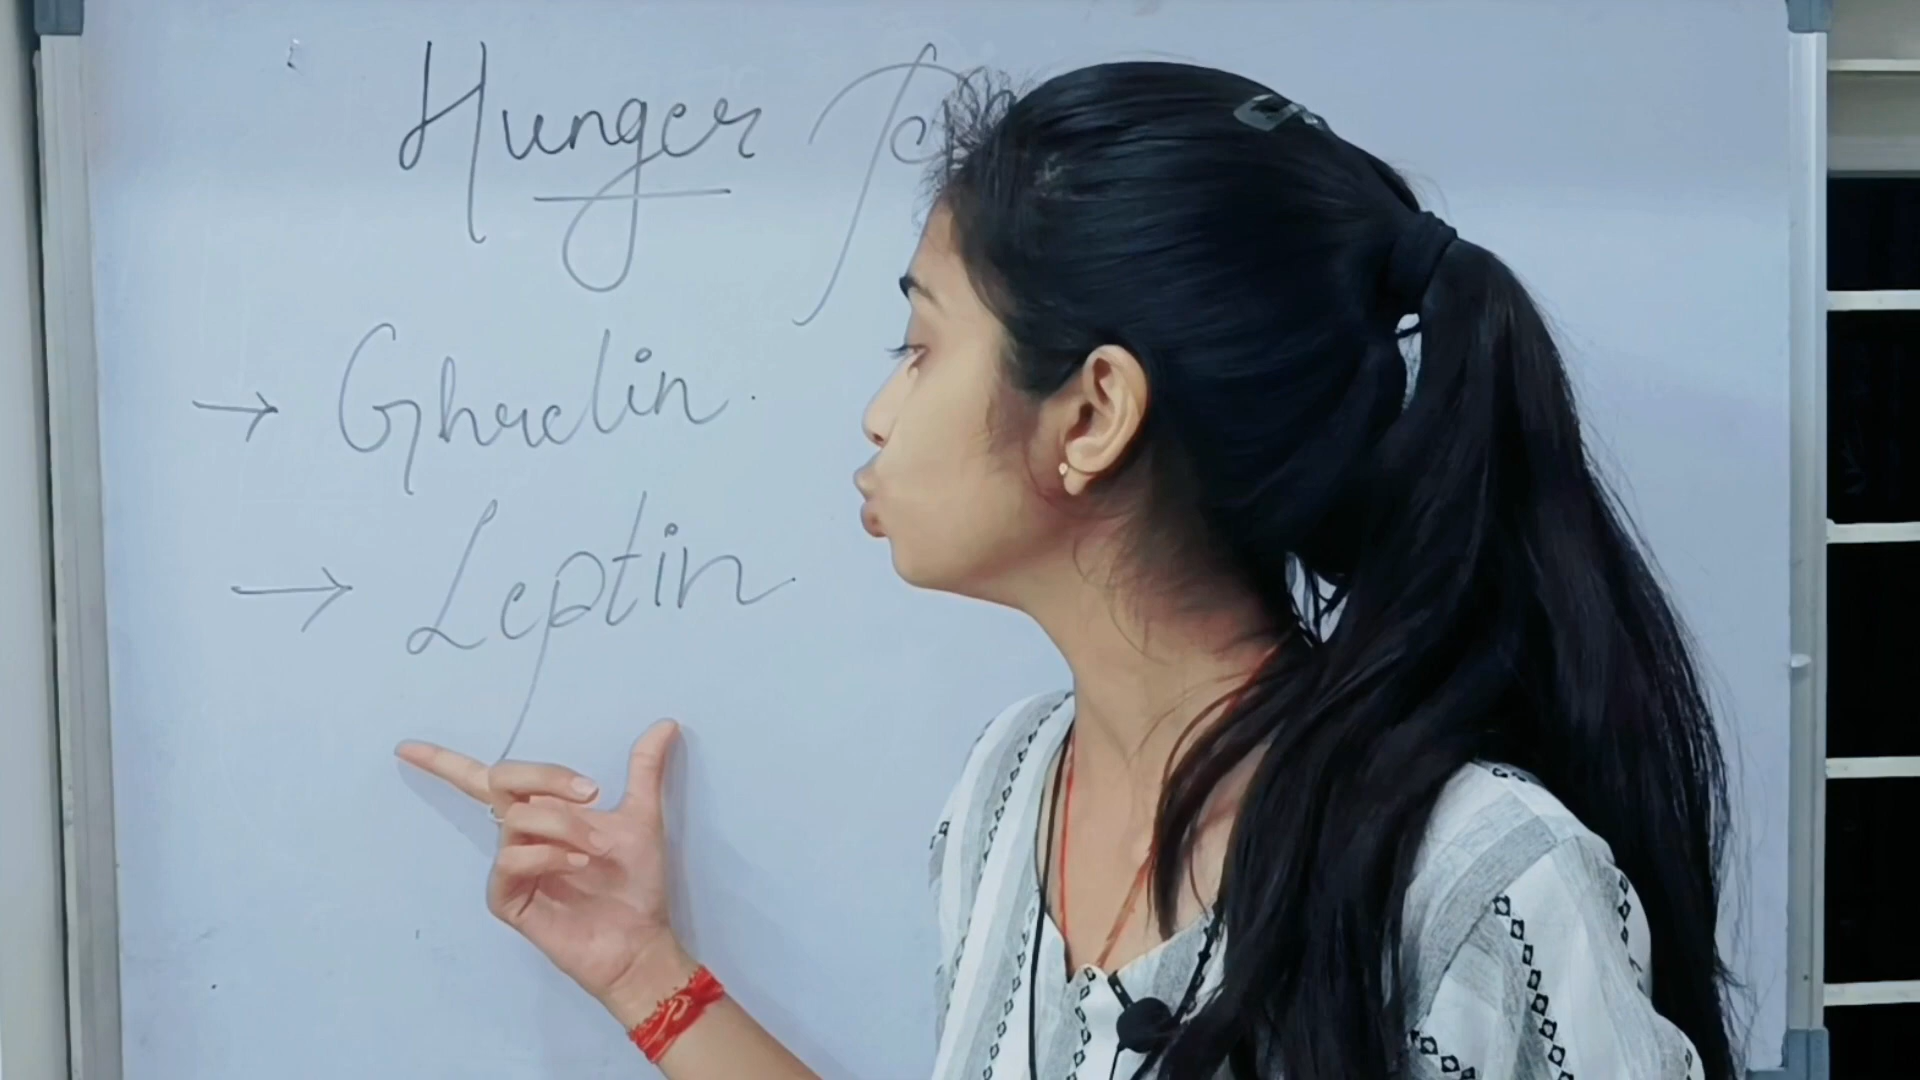 Hunger
→ Ghrelin.
→ Leptin.